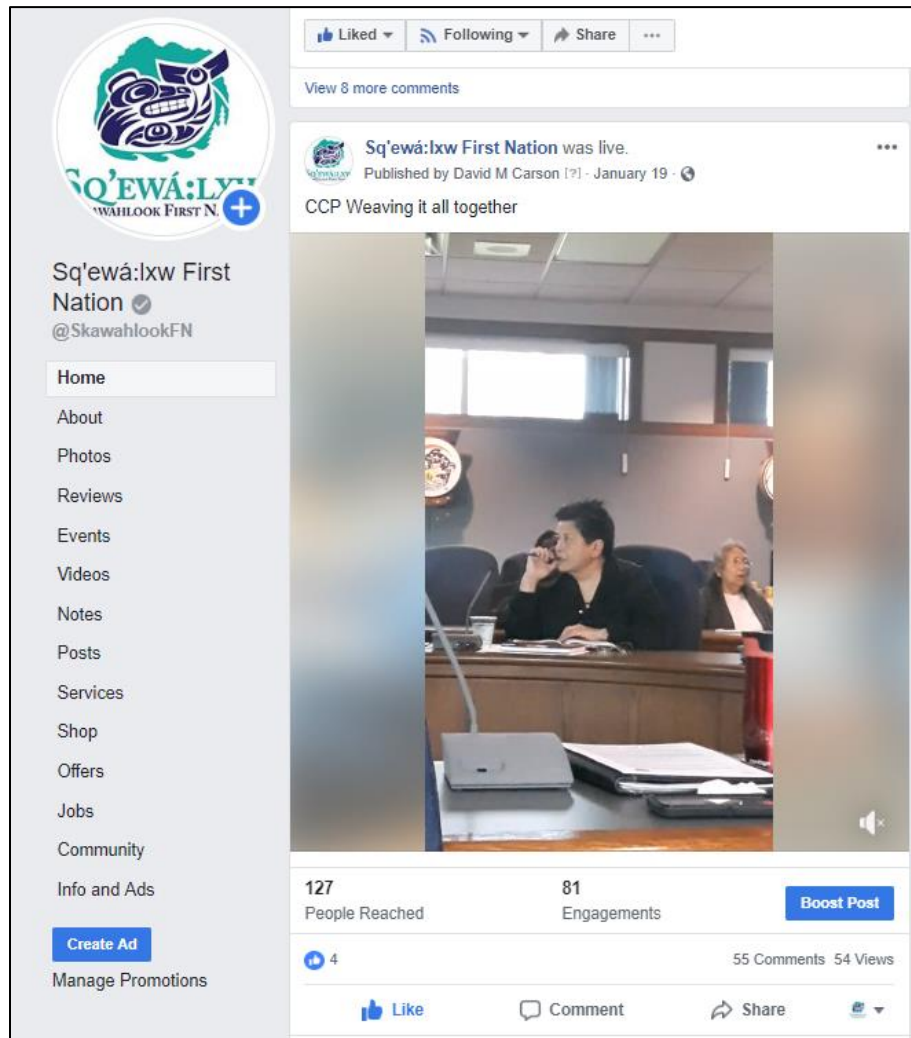 SQ'EWÁ:LXW
Sq'ewá:lxw First
Nation
@SkawahlookFN
Home
About
Photos
Reviews
Events
Videos
Notes
Posts
Services
Shop
Offers
Jobs
Community
Info and Ads
Create Ad
Manage Promotions
Liked
Following
Share
View 8 more comments
Sq'ewá:lxw First Nation was live.
Published by David M Carson [?] · January 19 ·
CCP Weaving it all together
127
People Reached
81
Engagements
Boost Post
4
55 Comments 54 Views
Like
Comment
Share